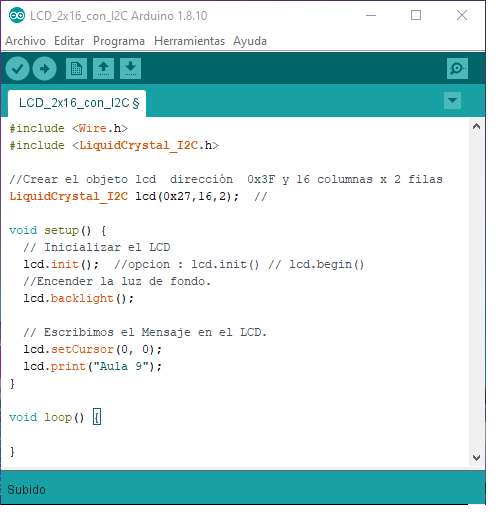 LCD_2x16_con_I2C Arduino 1.8.10
Archivo Editar Programa Herramientas Ayuda
LCD_2x16_con_I2C §
#include <Wire.h>
#include <LiquidCrystal_I2C.h>
//Crear el objeto lcd  dirección  0x3F y 16 columnas x 2 filas
LiquidCrystal_I2C lcd(0x27,16,2);  //
void setup() {
  // Inicializar el LCD
  lcd.init();  //opcion : lcd.init() // lcd.begin()
  //Encender la luz de fondo.
  lcd.backlight();
  // Escribimos el Mensaje en el LCD.
  lcd.setCursor(0, 0);
  lcd.print("Aula 9");
}
void loop() {
}
Subido